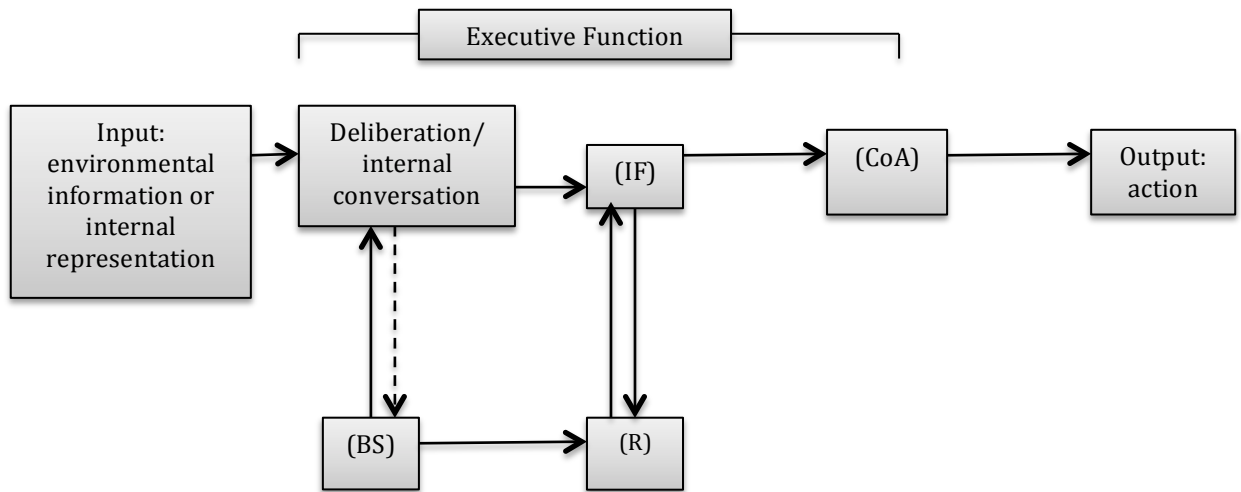 Executive Function
Input:
environmental
information or
internal
representation
Deliberation/
internal
conversation
(IF)
(CoA)
Output:
action
(BS)
(R)